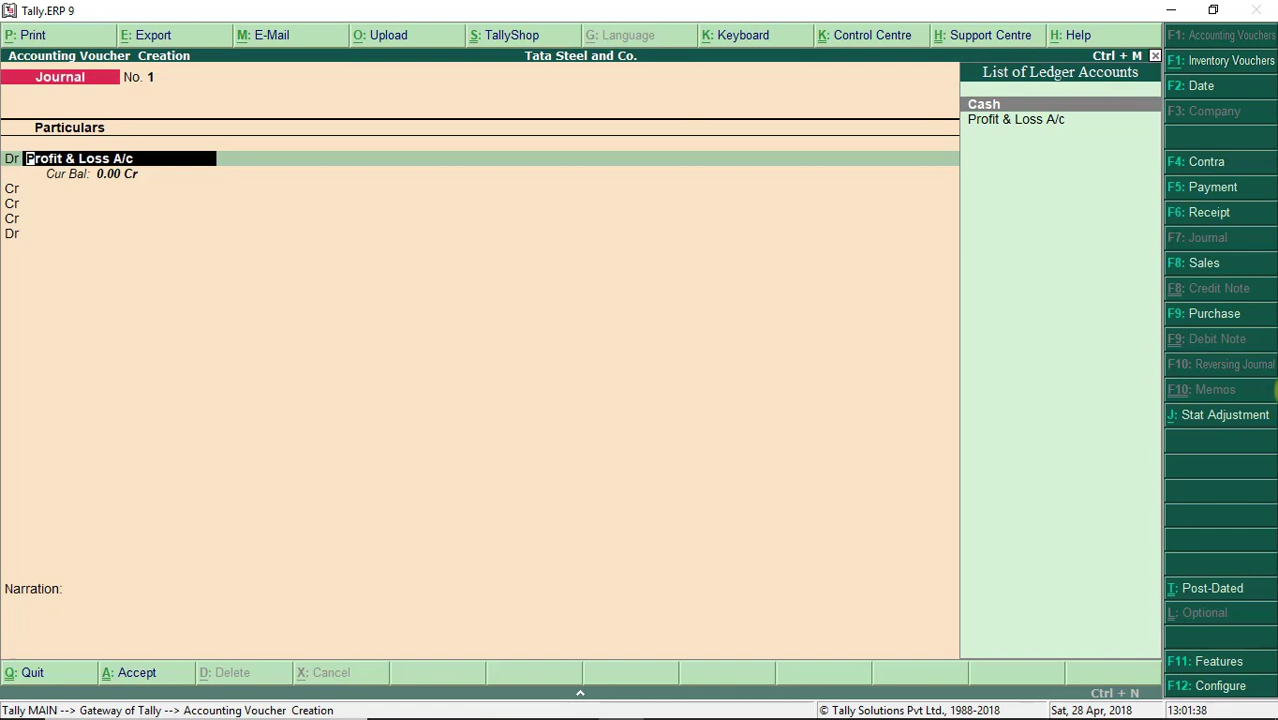 Tally.ERP 9
P: Print E: Export M: E-Mail O: Upload S: TallyShop G: Language K: Keyboard K: Control Centre H: Support Centre H: Help
Accounting Voucher Creation Tata Steel and Co. Ctrl + M
Journal No. 1
Particulars
Dr Profit & Loss A/c
Cur Bal: 0.00 Cr
Cr
Cr
Cr
Dr
Narration:
List of Ledger Accounts
Cash
Profit & Loss A/c
F1: Accounting Vouchers
F1: Inventory Vouchers
F2: Date
F3: Company
F4: Contra
F5: Payment
F6: Receipt
F7: Journal
F8: Sales
F8: Credit Note
F9: Purchase
F9: Debit Note
F10: Reversing Journal
F10: Memos
J: Stat Adjustment
T: Post-Dated
L: Optional
F11: Features
F12: Configure
Q: Quit A: Accept D: Delete X: Cancel
Ctrl + N
Tally MAIN --> Gateway of Tally --> Accounting Voucher Creation © Tally Solutions Pvt Ltd., 1988-2018 Sat, 28 Apr, 2018 13:01:38